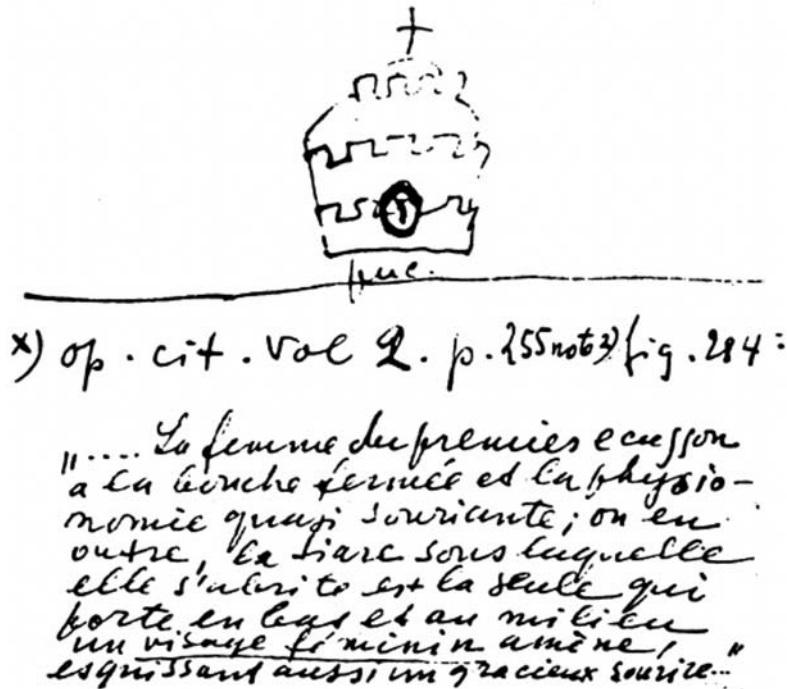 puc.
x) op. cit. Vol 2. p. 255 not 3) fig. 284:
".... La femme du premier ecusson
a la bouche fermée et la physio-
nomie quasi souriante; on en
outre, la tiare sous laquelle
elle s'abrite est la seule qui
porte en bas et au milieu
un visage féminin amène,
esquissant aussi un gracieux sourire..."